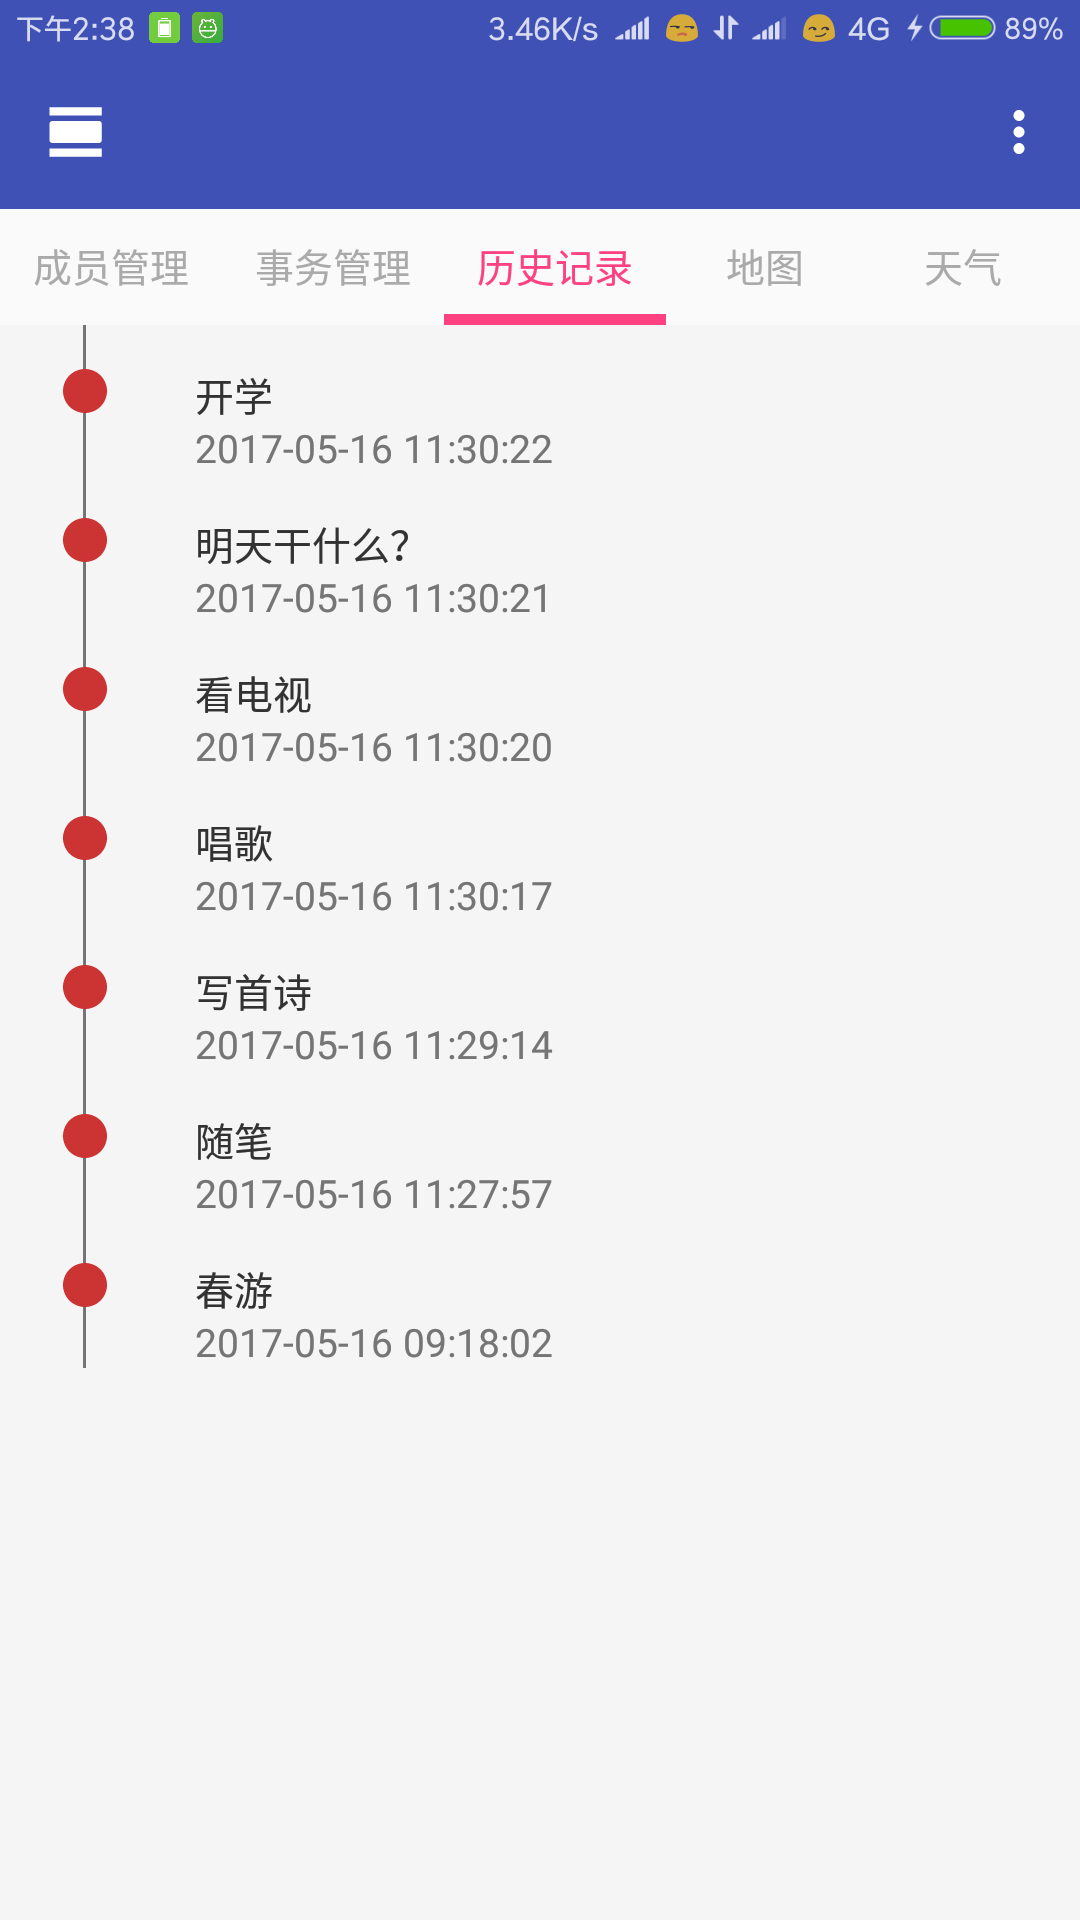 下午2:38 3.46K/s 4G 89%
成员管理 事务管理 历史记录 地图 天气
开学
2017-05-16 11:30:22
明天干什么?
2017-05-16 11:30:21
看电视
2017-05-16 11:30:20
唱歌
2017-05-16 11:30:17
写首诗
2017-05-16 11:29:14
随笔
2017-05-16 11:27:57
春游
2017-05-16 09:18:02